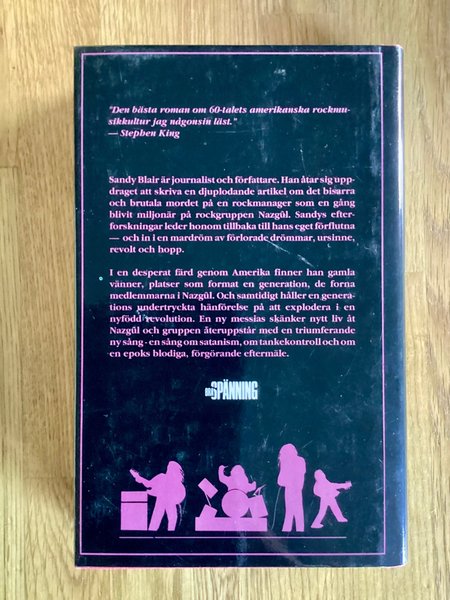 "Den bästa roman om 60-talets amerikanska rockmu-
sikkultur jag någonsin läst."
— Stephen King
Sandy Blair är journalist och författare. Han åtar sig upp-
draget att skriva en djuplodande artikel om det bisarra
och brutala mordet på en rockmanager som en gång
blivit miljonär på rockgruppen Nazgûl. Sandys efter-
forskningar leder honom tillbaka till hans eget förflutna
— och in i en mardröm av förlorade drömmar, ursinne,
revolt och hopp.
I en desperat färd genom Amerika finner han gamla
vänner, platser som format en generation, de forna
medlemmarna i Nazgûl. Och samtidigt håller en genera-
tions undertryckta hänförelse på att explodera i en
nyfödd revolution. En ny messias skänker nytt liv åt
Nazgûl och gruppen återuppstår med en triumferande
ny sång - en sång om satanism, om tankekontroll och om
en epoks blodiga, förgörande eftermäle.
BRA SPÄNNING